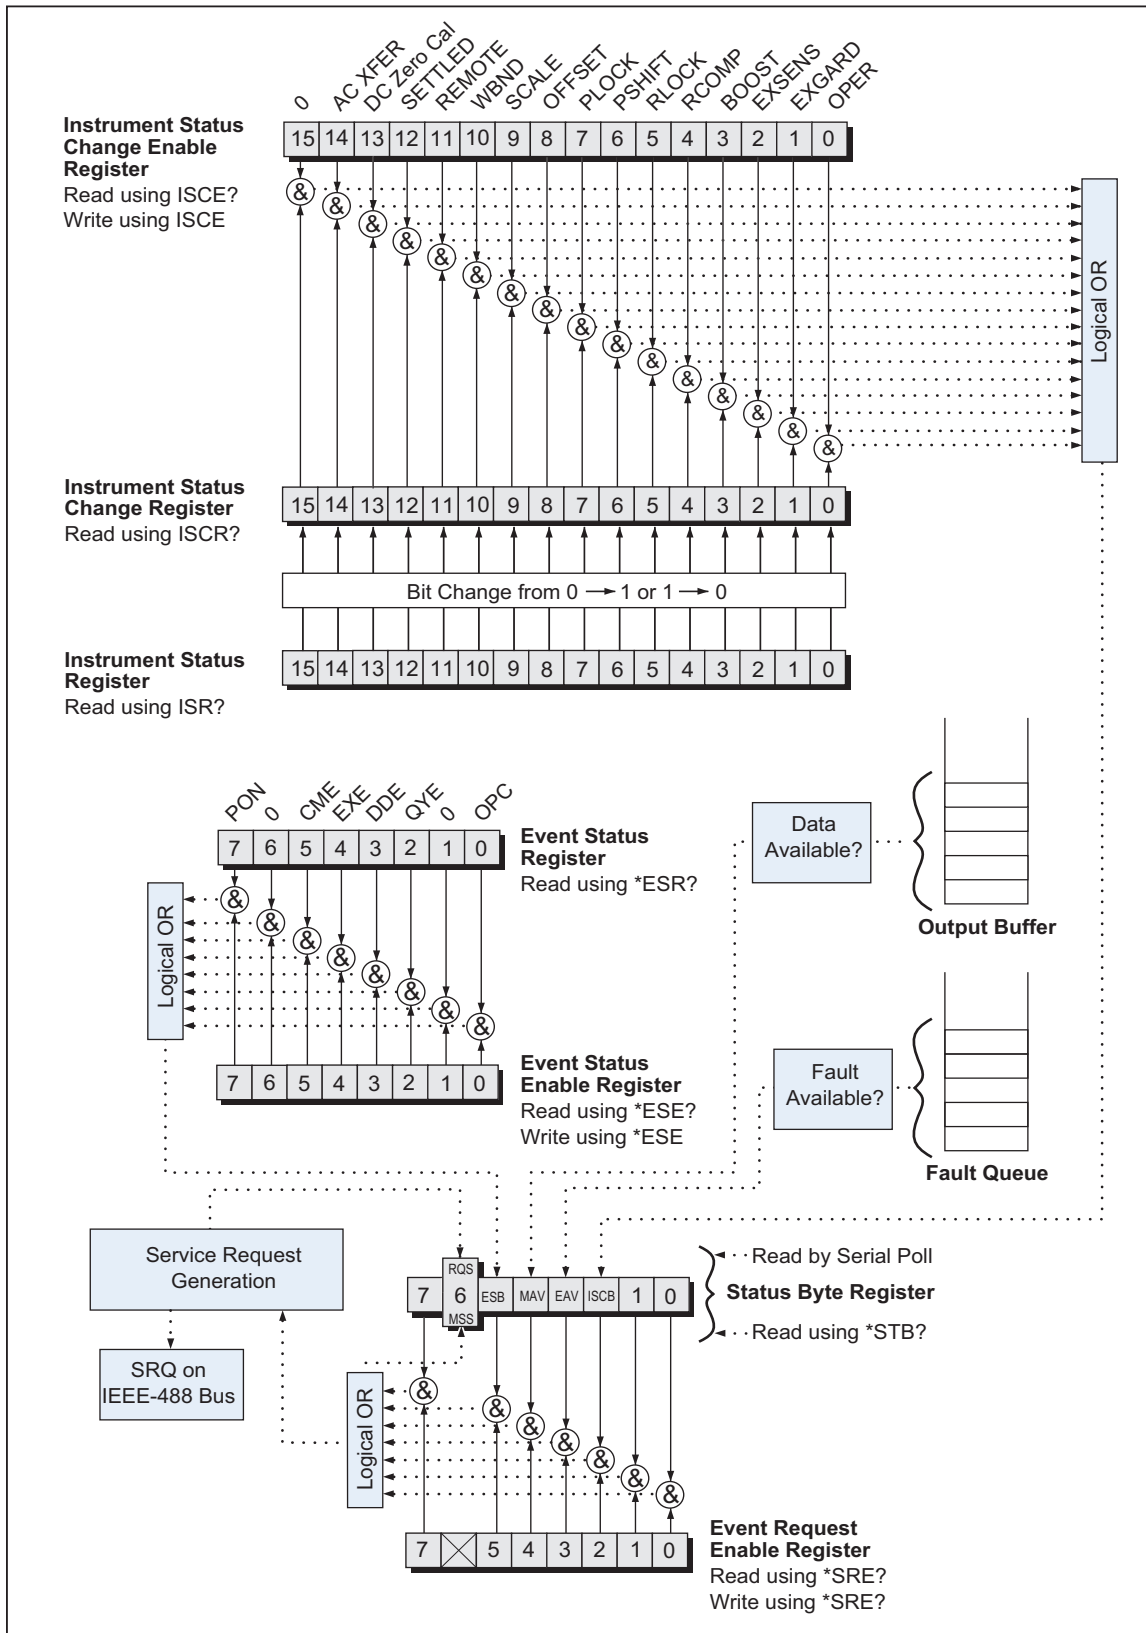 0
AC XFER
DC Zero Cal
SETTLED
REMOTE
WBND
SCALE
OFFSET
PLOCK
PSHIFT
RLOCK
RCOMP
BOOST
EXSENS
EXGARD
OPER
Instrument Status
Change Enable
Register
Read using ISCE?
Write using ISCE
15 14 13 12 11 10 9 8 7 6 5 4 3 2 1 0
& & & & & & & & & & & & & & & &
Logical OR
Instrument Status
Change Register
Read using ISCR?
15 14 13 12 11 10 9 8 7 6 5 4 3 2 1 0
Bit Change from 0 → 1 or 1 → 0
Instrument Status
Register
Read using ISR?
15 14 13 12 11 10 9 8 7 6 5 4 3 2 1 0
PON
0
CME
EXE
DDE
QYE
0
OPC
7 6 5 4 3 2 1 0
Event Status
Register
Read using *ESR?
& & & & & & & &
Logical OR
7 6 5 4 3 2 1 0
Event Status
Enable Register
Read using *ESE?
Write using *ESE
Data
Available?
Output Buffer
Fault
Available?
Fault Queue
Service Request
Generation
SRQ on
IEEE-488 Bus
RQS
7 6 ESB MAV EAV ISCB 1 0
MSS
Read by Serial Poll
Status Byte Register
Read using *STB?
Logical OR
& & & & & & &
7 5 4 3 2 1 0
Event Request
Enable Register
Read using *SRE?
Write using *SRE?